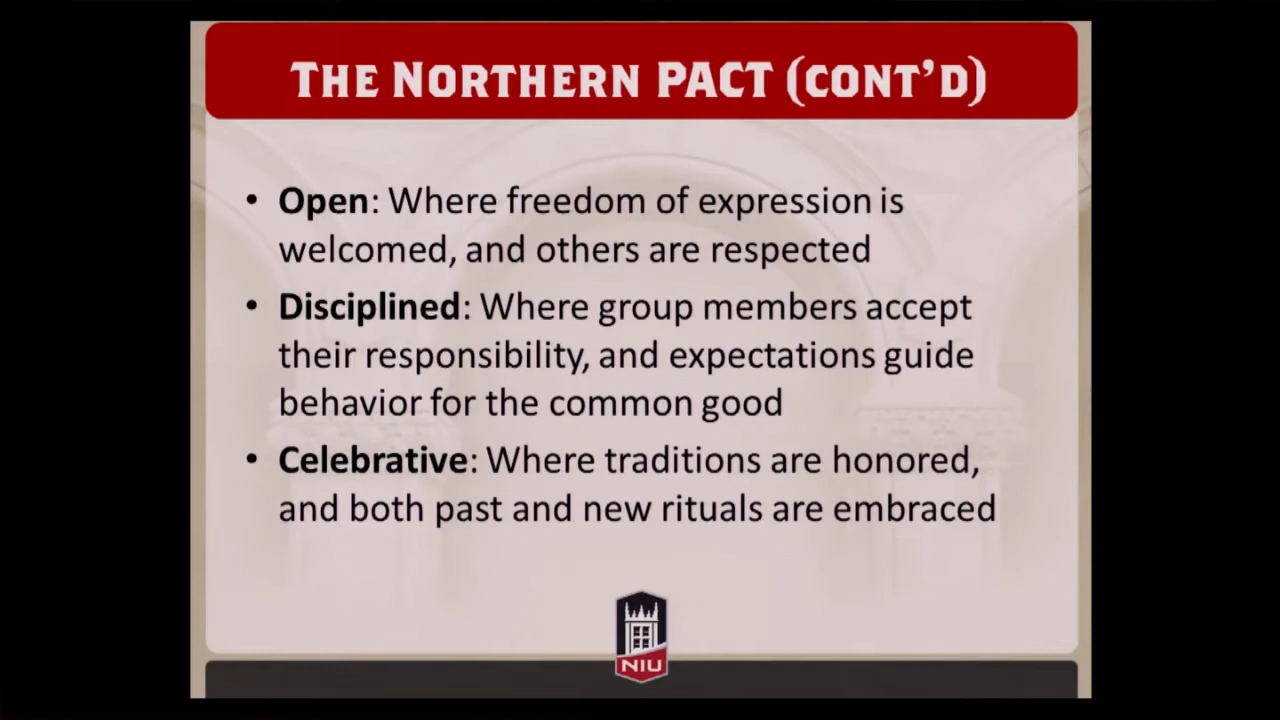 THE NORTHERN PACT (CONT'D)
• Open: Where freedom of expression is
welcomed, and others are respected
• Disciplined: Where group members accept
their responsibility, and expectations guide
behavior for the common good
• Celebrative: Where traditions are honored,
and both past and new rituals are embraced
NIU